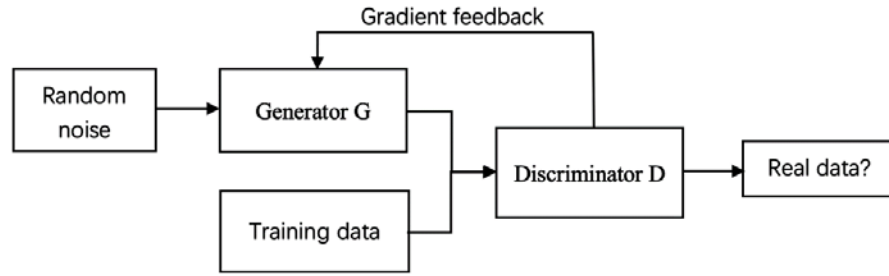 Gradient feedback
Random
noise
Generator G
Training data
Discriminator D
Real data?